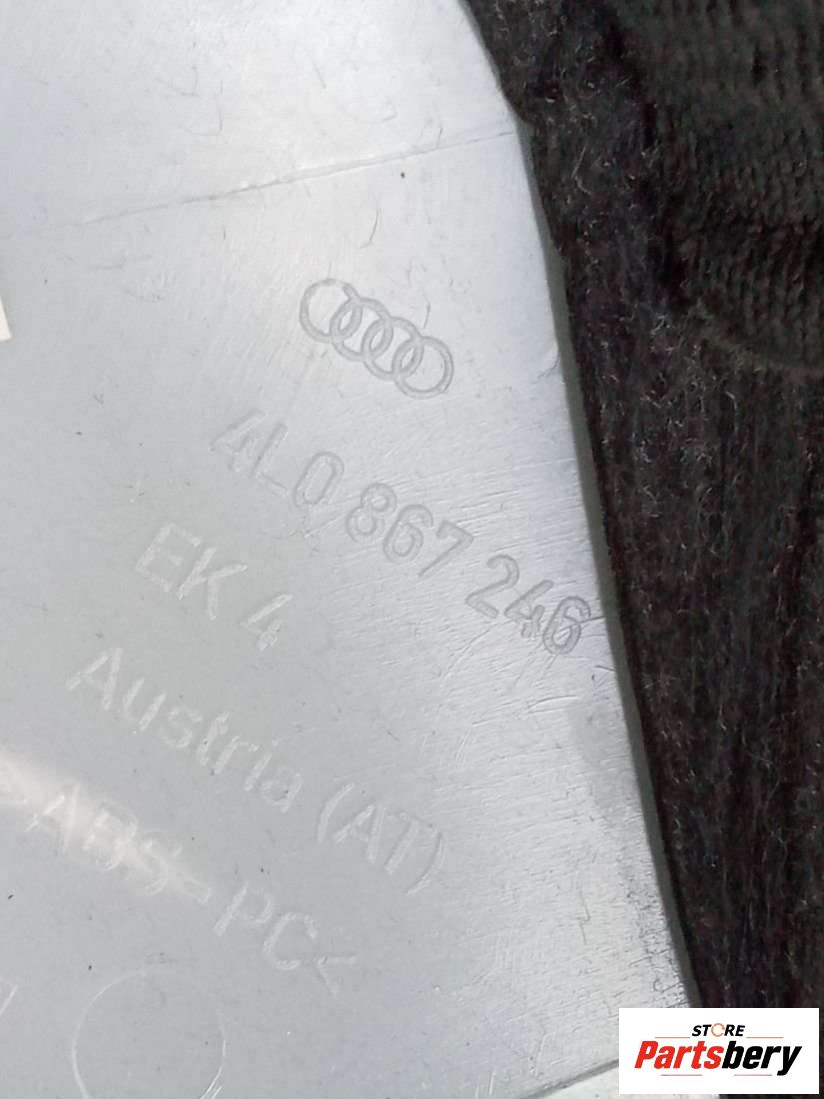 4L0 867 246
EK 4
Austria (AT)
>ABS-PC<
STORE
Partsbery